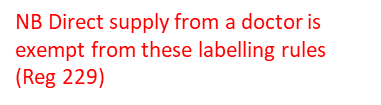 NB Direct supply from a doctor is
exempt from these labelling rules
(Reg 229)